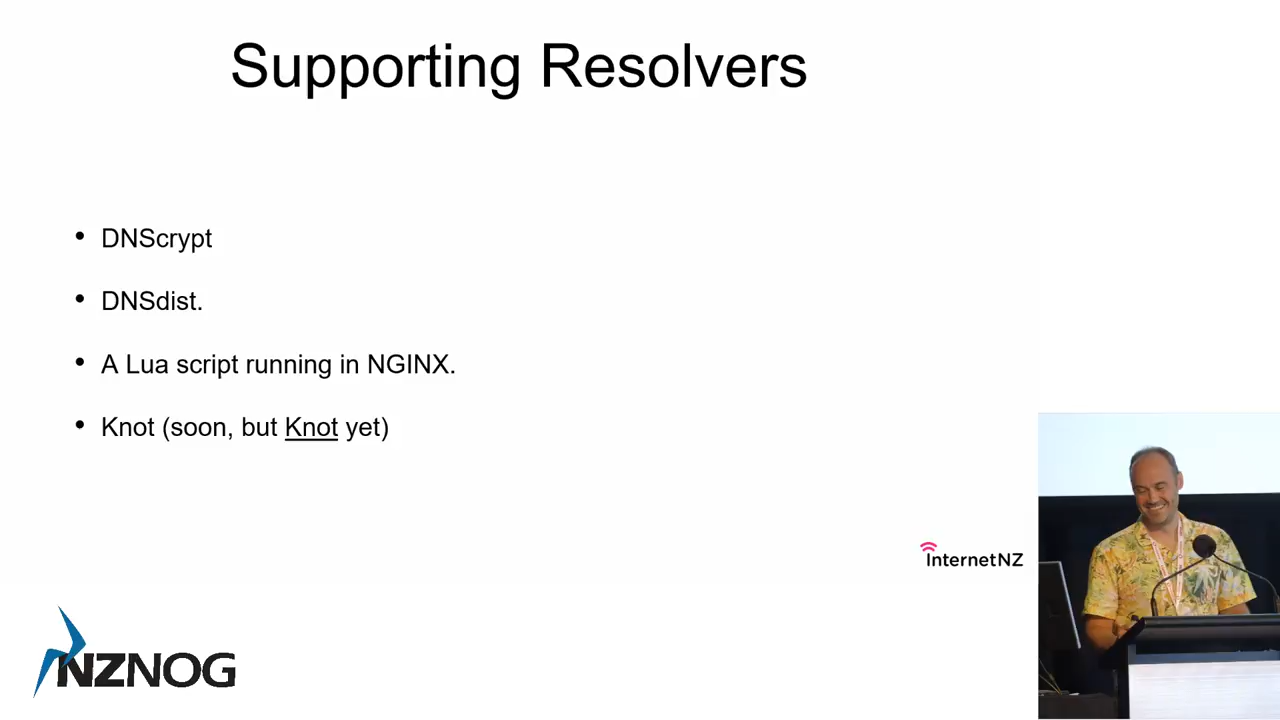 Supporting Resolvers
• DNScrypt
• DNSdist.
• A Lua script running in NGINX.
• Knot (soon, but Knot yet)
InternetNZ
NZNOG